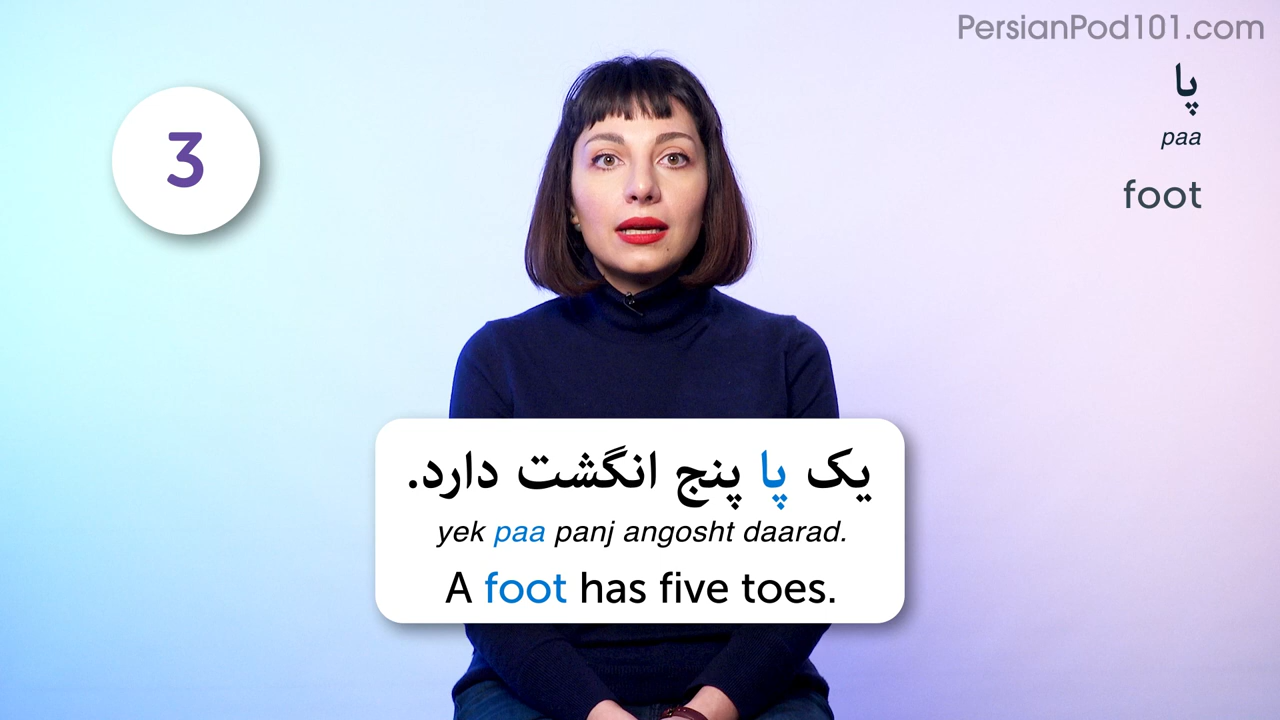 PersianPod101.com
3
پا
paa
foot
یک پا پنج انگشت دارد.
yek paa panj angosht daarad.
A foot has five toes.